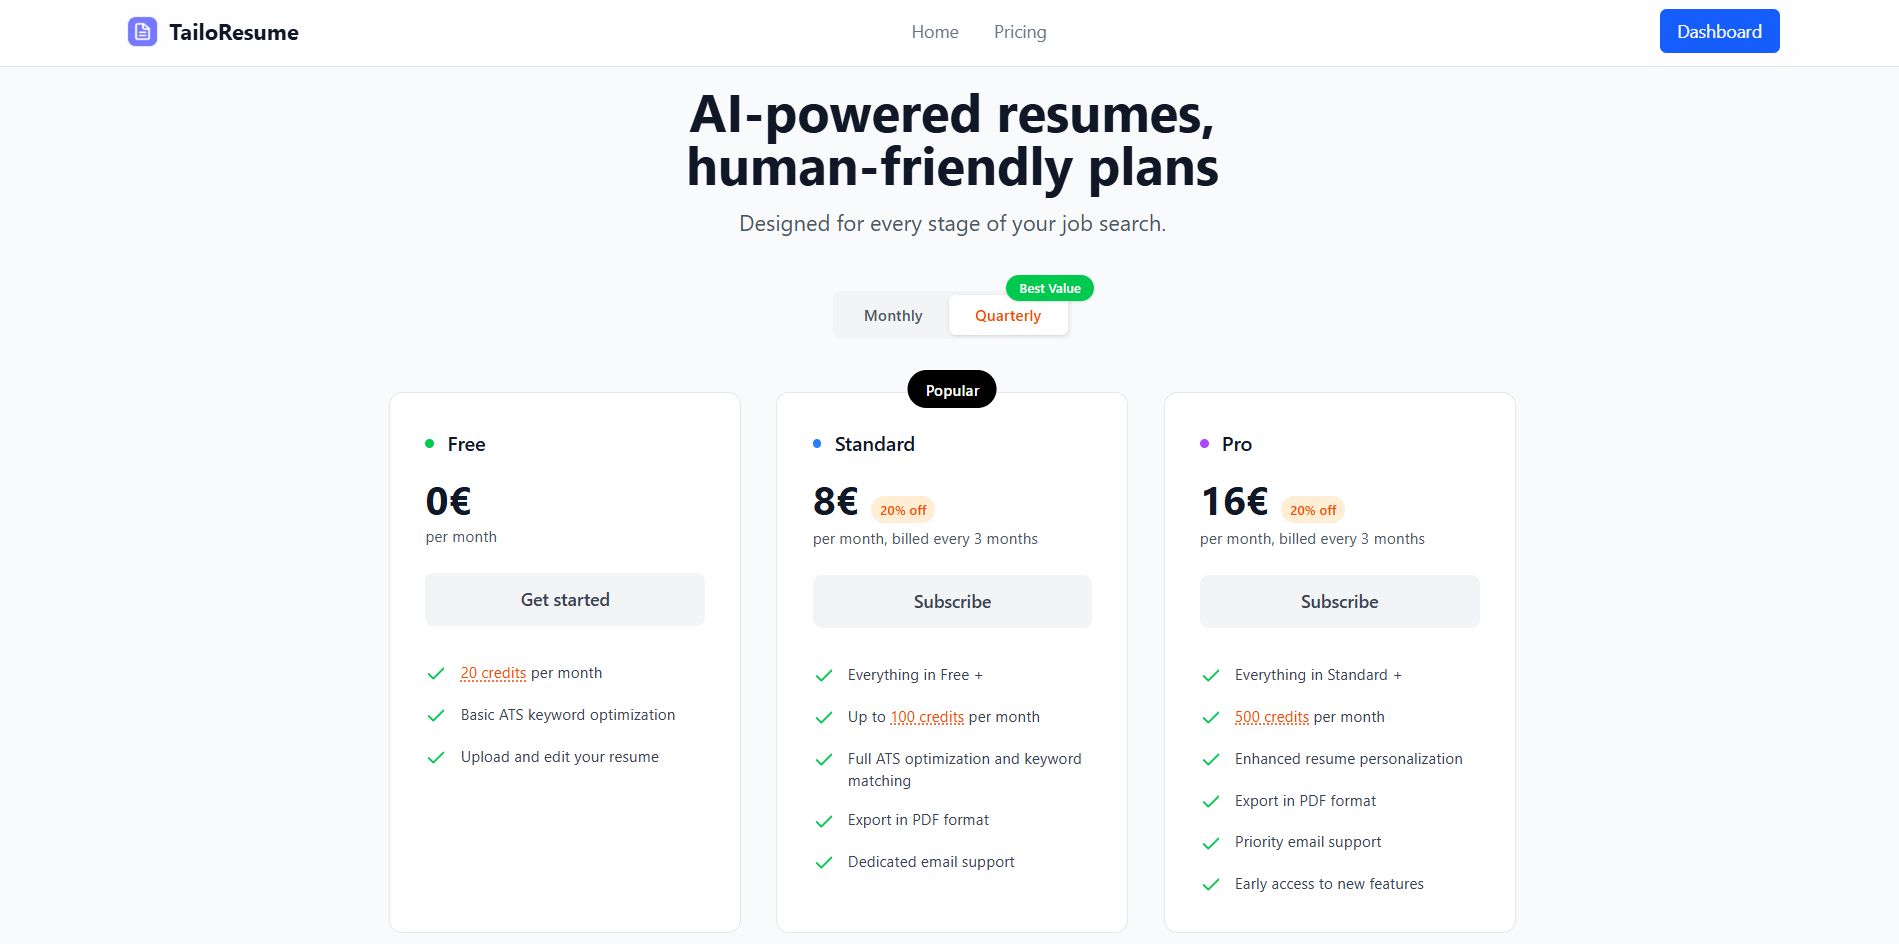 TailoResume
Home
Pricing
Dashboard
AI-powered resumes,
human-friendly plans
Designed for every stage of your job search.
Best Value
Monthly
Quarterly
Free
0€
per month
Get started
20 credits per month
Basic ATS keyword optimization
Upload and edit your resume
Popular
Standard
8€ 20% off
per month, billed every 3 months
Subscribe
Everything in Free +
Up to 100 credits per month
Full ATS optimization and keyword
matching
Export in PDF format
Dedicated email support
Pro
16€ 20% off
per month, billed every 3 months
Subscribe
Everything in Standard +
500 credits per month
Enhanced resume personalization
Export in PDF format
Priority email support
Early access to new features